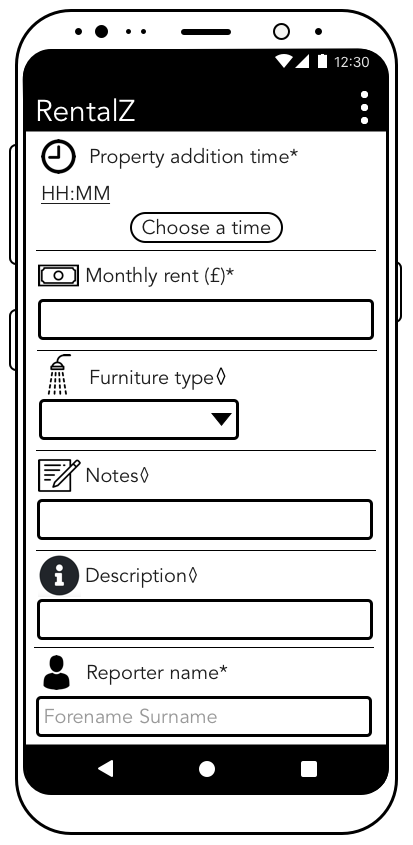 12:30
RentalZ
Property addition time*
HH:MM
Choose a time
Monthly rent (£)*
Furniture type◊
Notes◊
Description◊
Reporter name*
Forename Surname